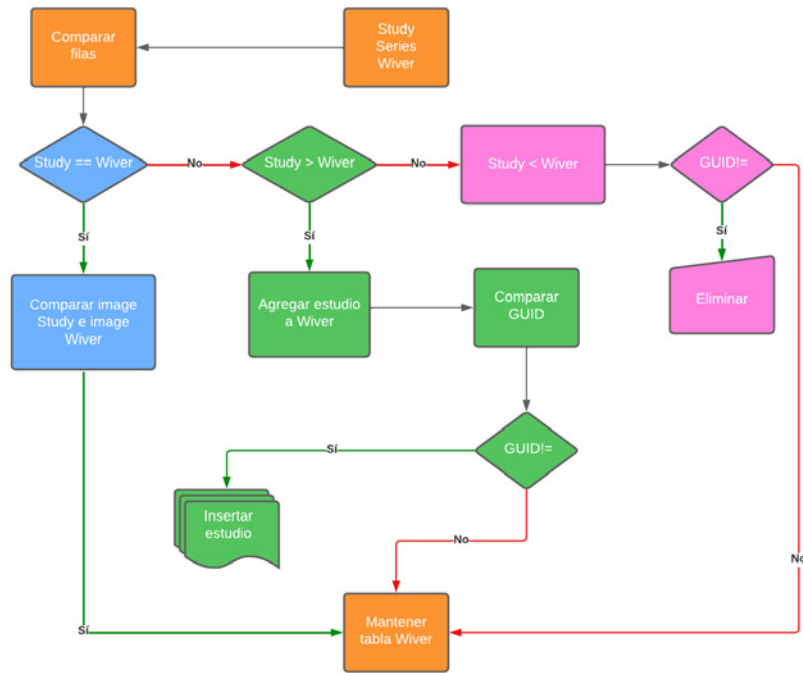 Comparar
filas
Study
Series
Wiver
Study == Wiver
No
Study > Wiver
No
Study < Wiver
GUID!=
Sí
Sí
Sí
Comparar image
Study e image
Wiver
Agregar estudio
a Wiver
Comparar
GUID
Eliminar
Sí
GUID!=
Insertar
estudio
No
No
Sí
Mantener
tabla Wiver